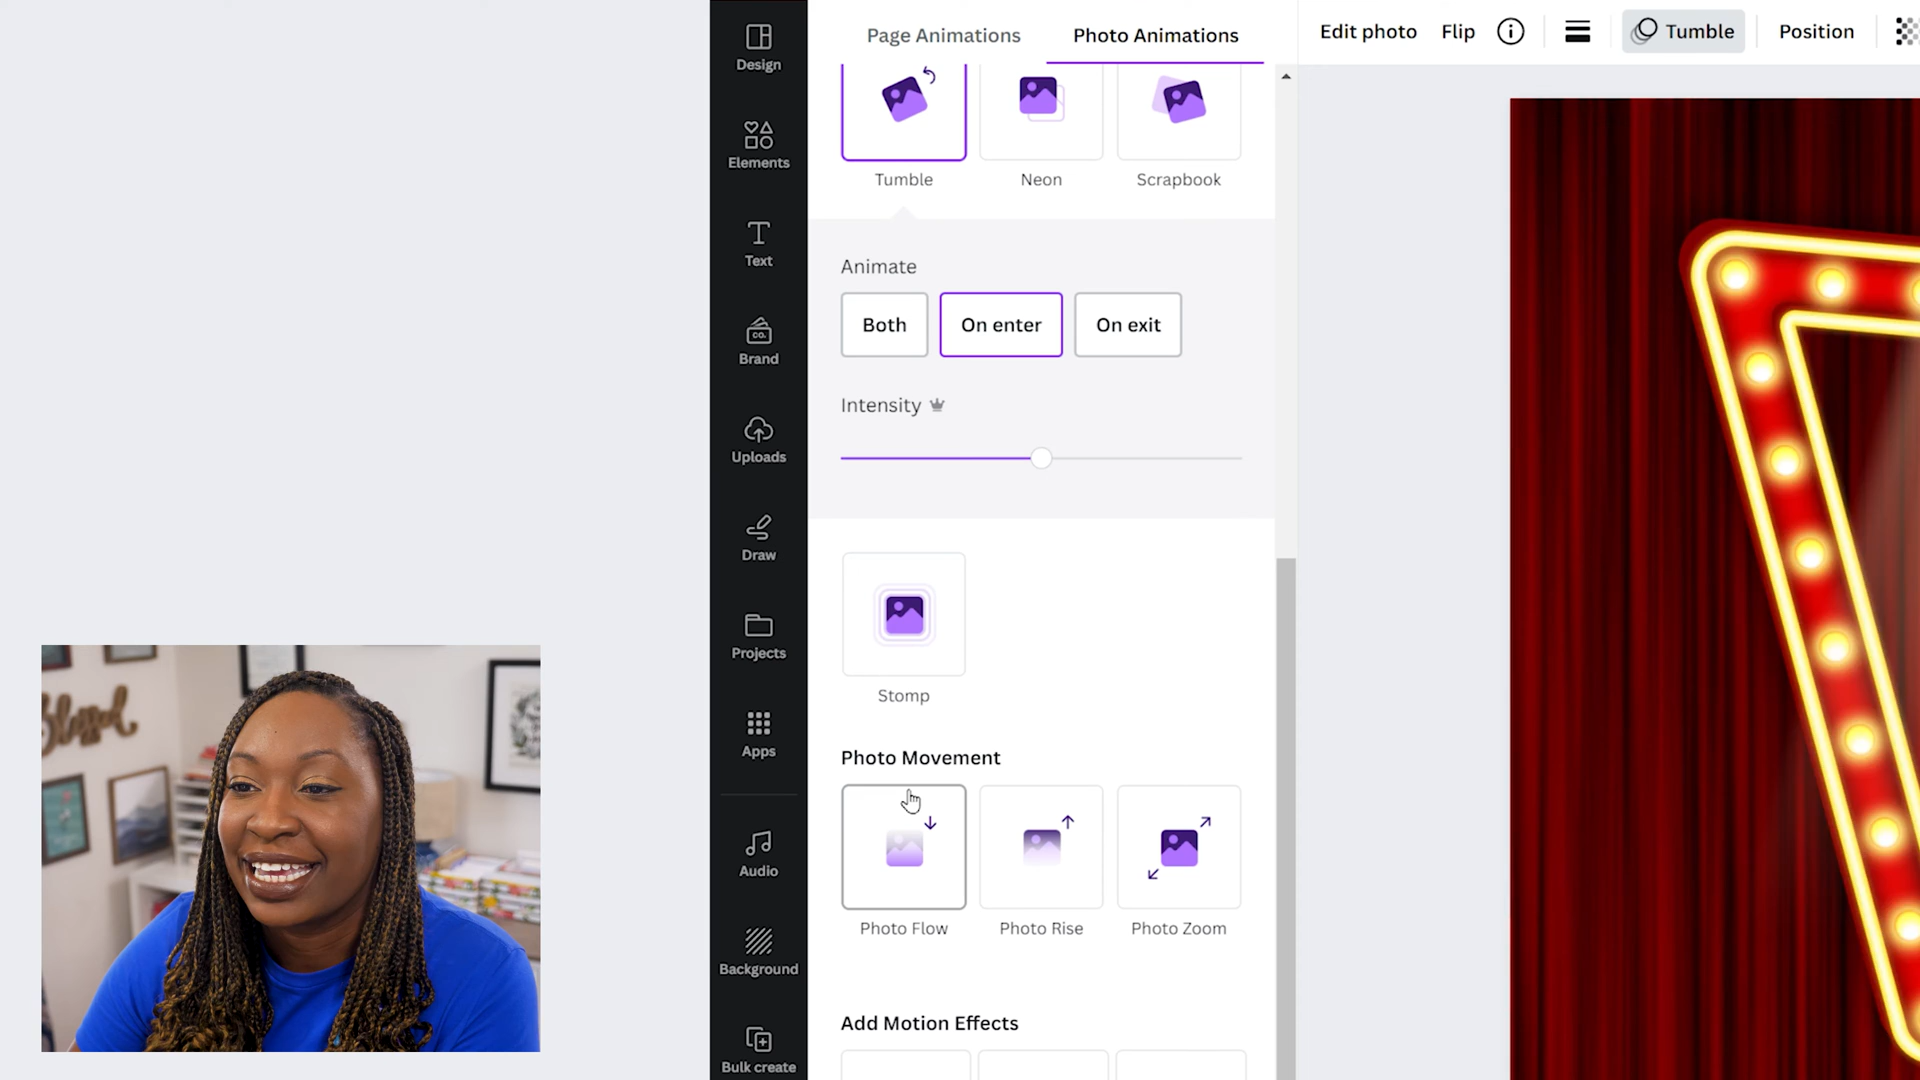 Design
Elements
Text
CO.
Brand
Uploads
Draw
Projects
Apps
Audio
Background
Bulk create
Page Animations
Photo Animations
Tumble
Neon
Scrapbook
Animate
Both
On enter
On exit
Intensity
Stomp
Photo Movement
Photo Flow
Photo Rise
Photo Zoom
Add Motion Effects
Edit photo
Flip
Tumble
Position
Blessed